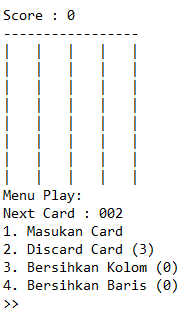 Score : 0
-----------------
|   |   |   |   |
|   |   |   |   |
|   |   |   |   |
|   |   |   |   |
|   |   |   |   |
|   |   |   |   |
|   |   |   |   |
|   |   |   |   |
Menu Play:
Next Card : 002
1. Masukan Card
2. Discard Card (3)
3. Bersihkan Kolom (0)
4. Bersihkan Baris (0)
>>